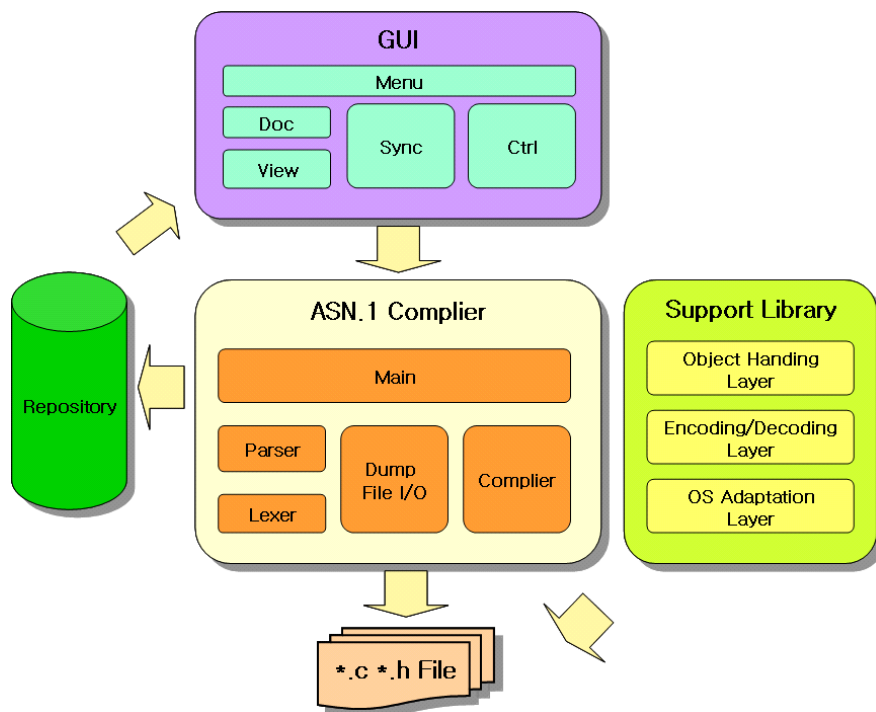 GUI
Menu
Doc
View
Sync
Ctrl
Repository
ASN.1 Complier
Main
Parser
Lexer
Dump
File I/O
Complier
Support Library
Object Handing
Layer
Encoding/Decoding
Layer
OS Adaptation
Layer
*.c *.h File